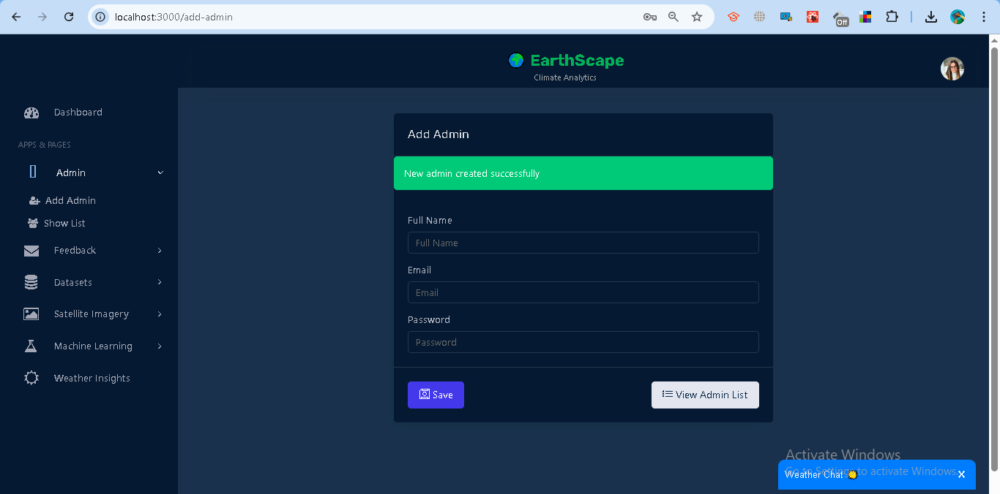 localhost:3000/add-admin
Off
EarthScape
Climate Analytics
Dashboard
APPS & PAGES
Admin
Add Admin
Show List
Feedback
Datasets
Satellite Imagery
Machine Learning
Weather Insights
Add Admin
New admin created successfully
Full Name
Full Name
Email
Email
Password
Password
Save
View Admin List
Activate Windows
Go to Settings to activate Windows.
Weather Chat